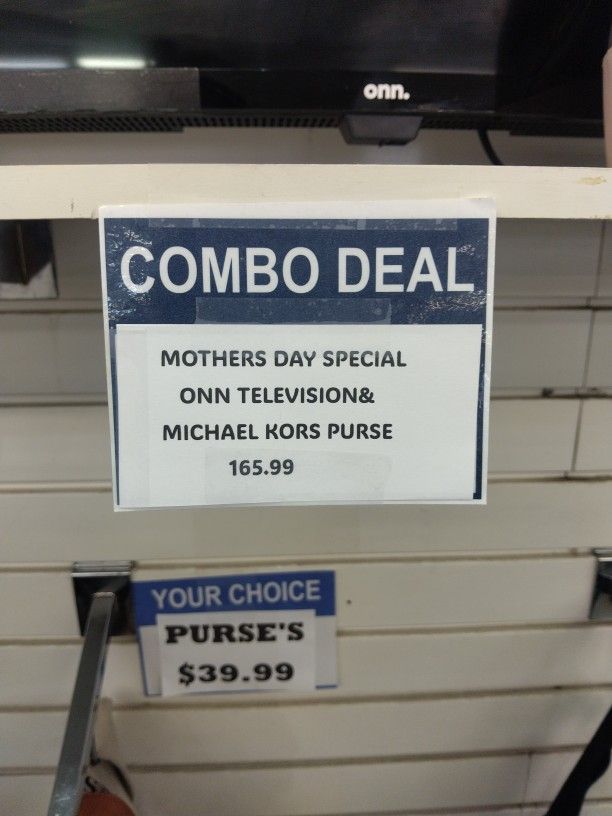 onn.
COMBO DEAL
MOTHERS DAY SPECIAL
ONN TELEVISION&
MICHAEL KORS PURSE
165.99
YOUR CHOICE
PURSE'S
$39.99